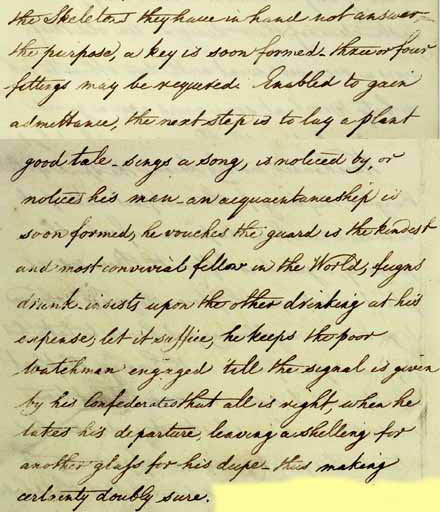 the Skeleton they have in hand not answer
the purpose, a key is soon formed - three or four
fittings may be required. Enabled to gain
admittance, the next step is to lay a plant
good tale - sings a song, is noticed by, or
notices his man - an acquaintanceship is
soon formed, he vouches the guard is the kindest
and most convivial fellow in the World, feigns
drunk - insists upon the other drinking at his
expense, let it suffice, he keeps the poor
Watchman engaged 'till the signal is given
by his Confederates that all is right, when he
takes his departure, leaving a shelling for
another glass for his dupe - this making
certainty doubly sure.